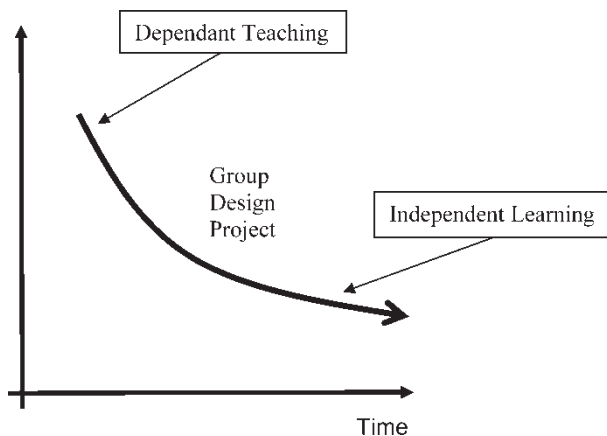 Dependant Teaching
Group
Design
Project
Independent Learning
Time